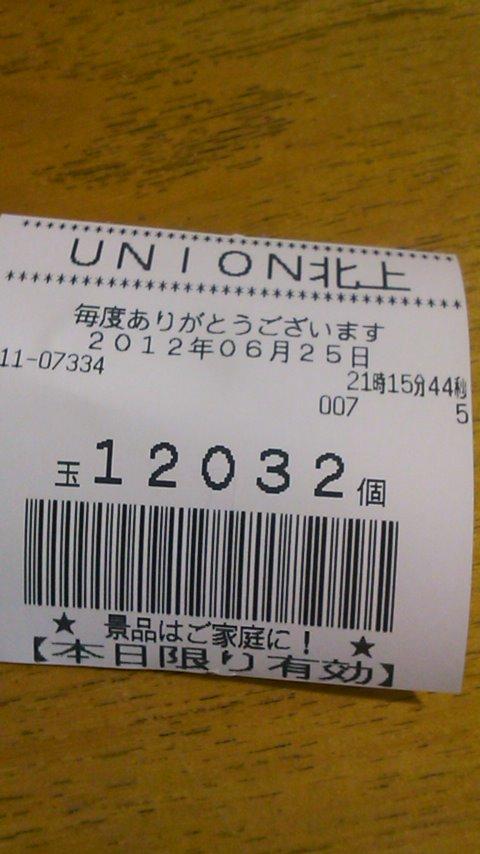 UNION北上
毎度ありがとうございます
2012年06月25日
11-07334
21時15分44秒
007 5
玉12032個
★ 景品はご家庭に! ★
【本日限り有効】